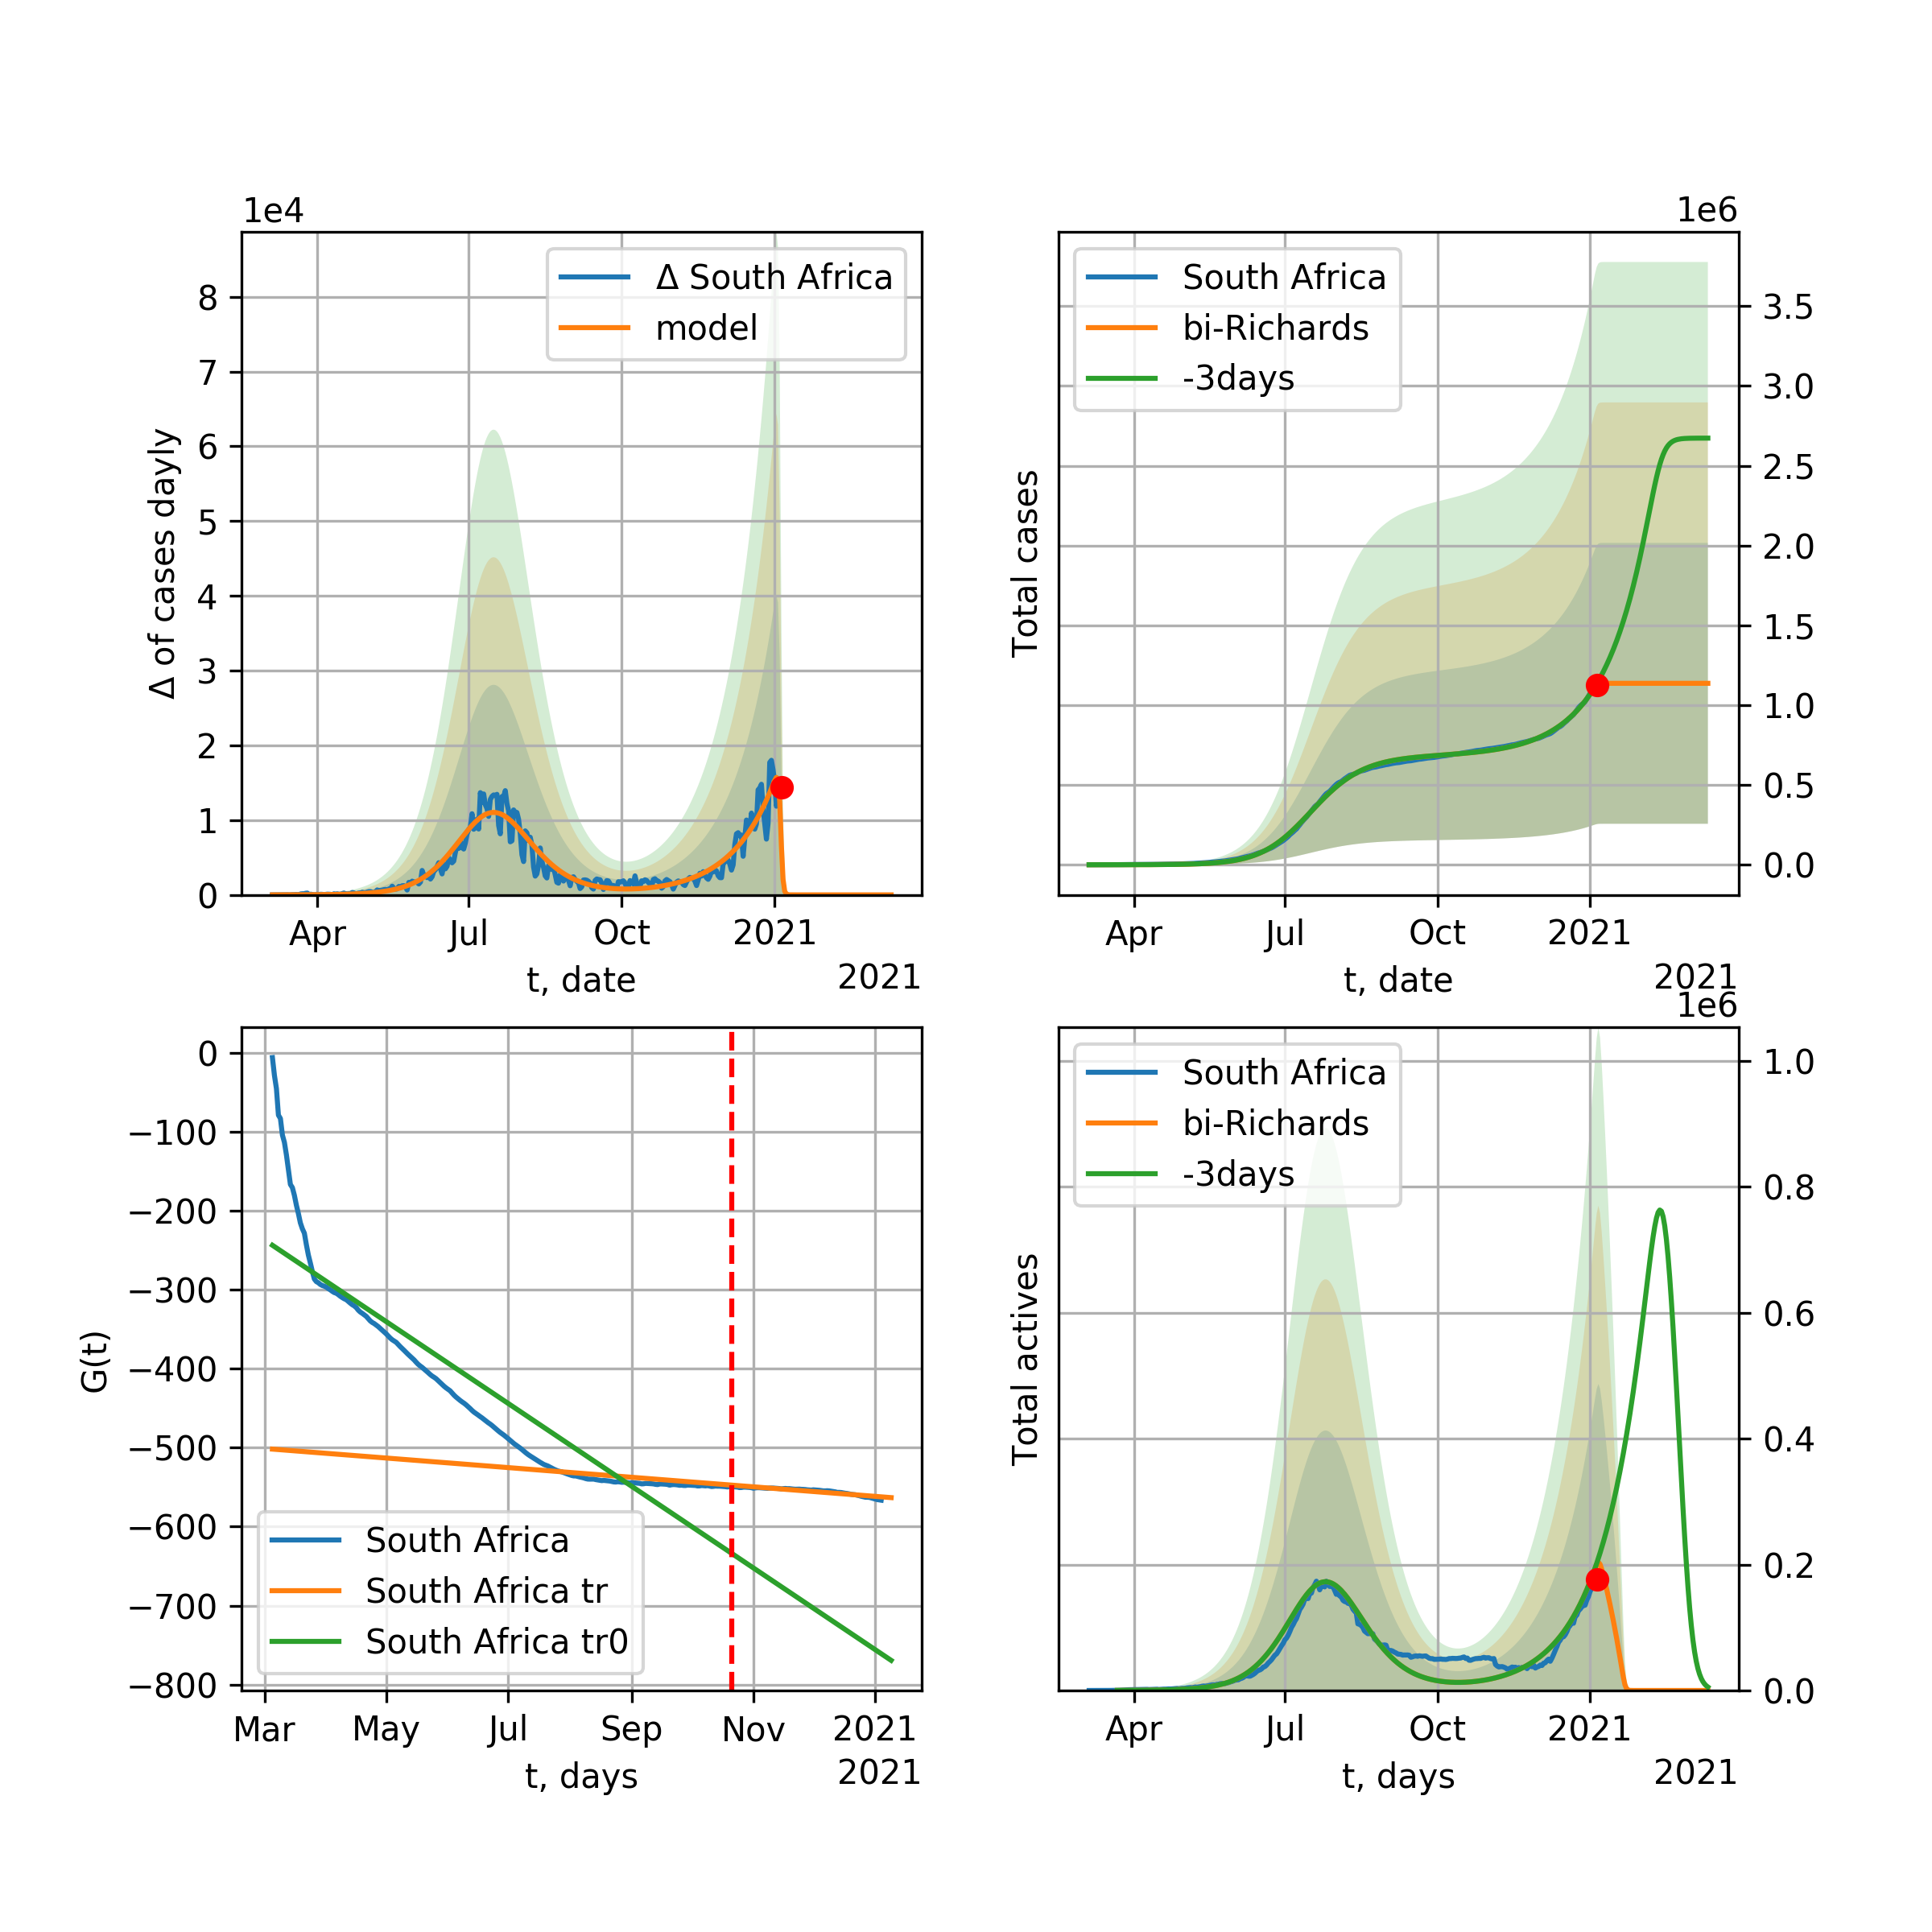 1e4
Δ of cases dayly
8
7
6
5
4
3
2
1
0
Δ South Africa
model
Apr Jul Oct 2021
t, date
2021
1e6
Total cases
South Africa
bi-Richards
-3days
3.5
3.0
2.5
2.0
1.5
1.0
0.5
0.0
Apr Jul Oct 2021
t, date
2021
G(t)
0
−100
−200
−300
−400
−500
−600
−700
−800
South Africa
South Africa tr
South Africa tr0
Mar May Jul Sep Nov 2021
t, days
2021
1e6
Total actives
South Africa
bi-Richards
-3days
1.0
0.8
0.6
0.4
0.2
0.0
Apr Jul Oct 2021
t, days
2021